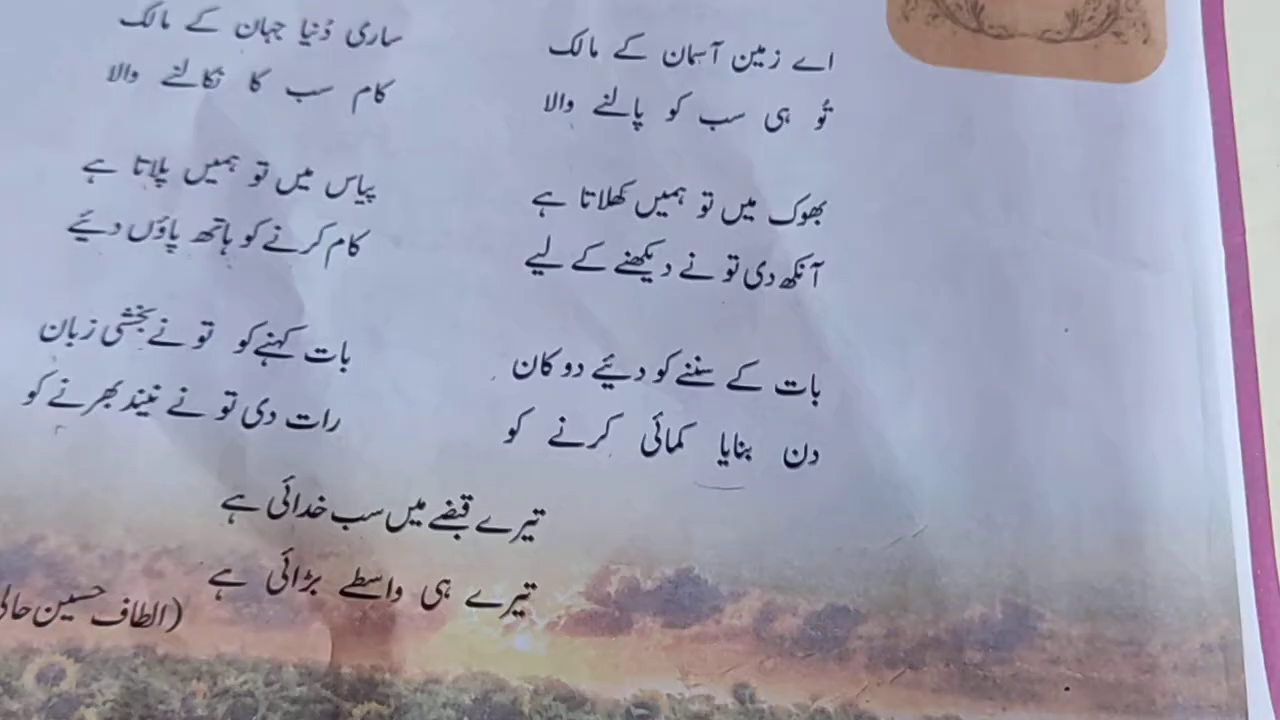 اے زمین آسمان کے مالک ساری دُنیا جہان کے مالک
تُو ہی سب کو پالنے والا کام سب کا نکالنے والا
بھوک میں تو ہمیں کھلاتا ہے پیاس میں تو ہمیں پلاتا ہے
آنکھ دی تو نے دیکھنے کے لیے کام کرنے کو ہاتھ پاؤں دیئے
بات کے سننے کو دیئے دو کان بات کہنے کو تو نے بخشی زبان
دن بنایا کمائی کرنے کو رات دی تو نے نیند بھرنے کو
تیرے قبضے میں سب خدائی ہے
تیرے ہی واسطے بڑائی ہے
(الطاف حسین حالی